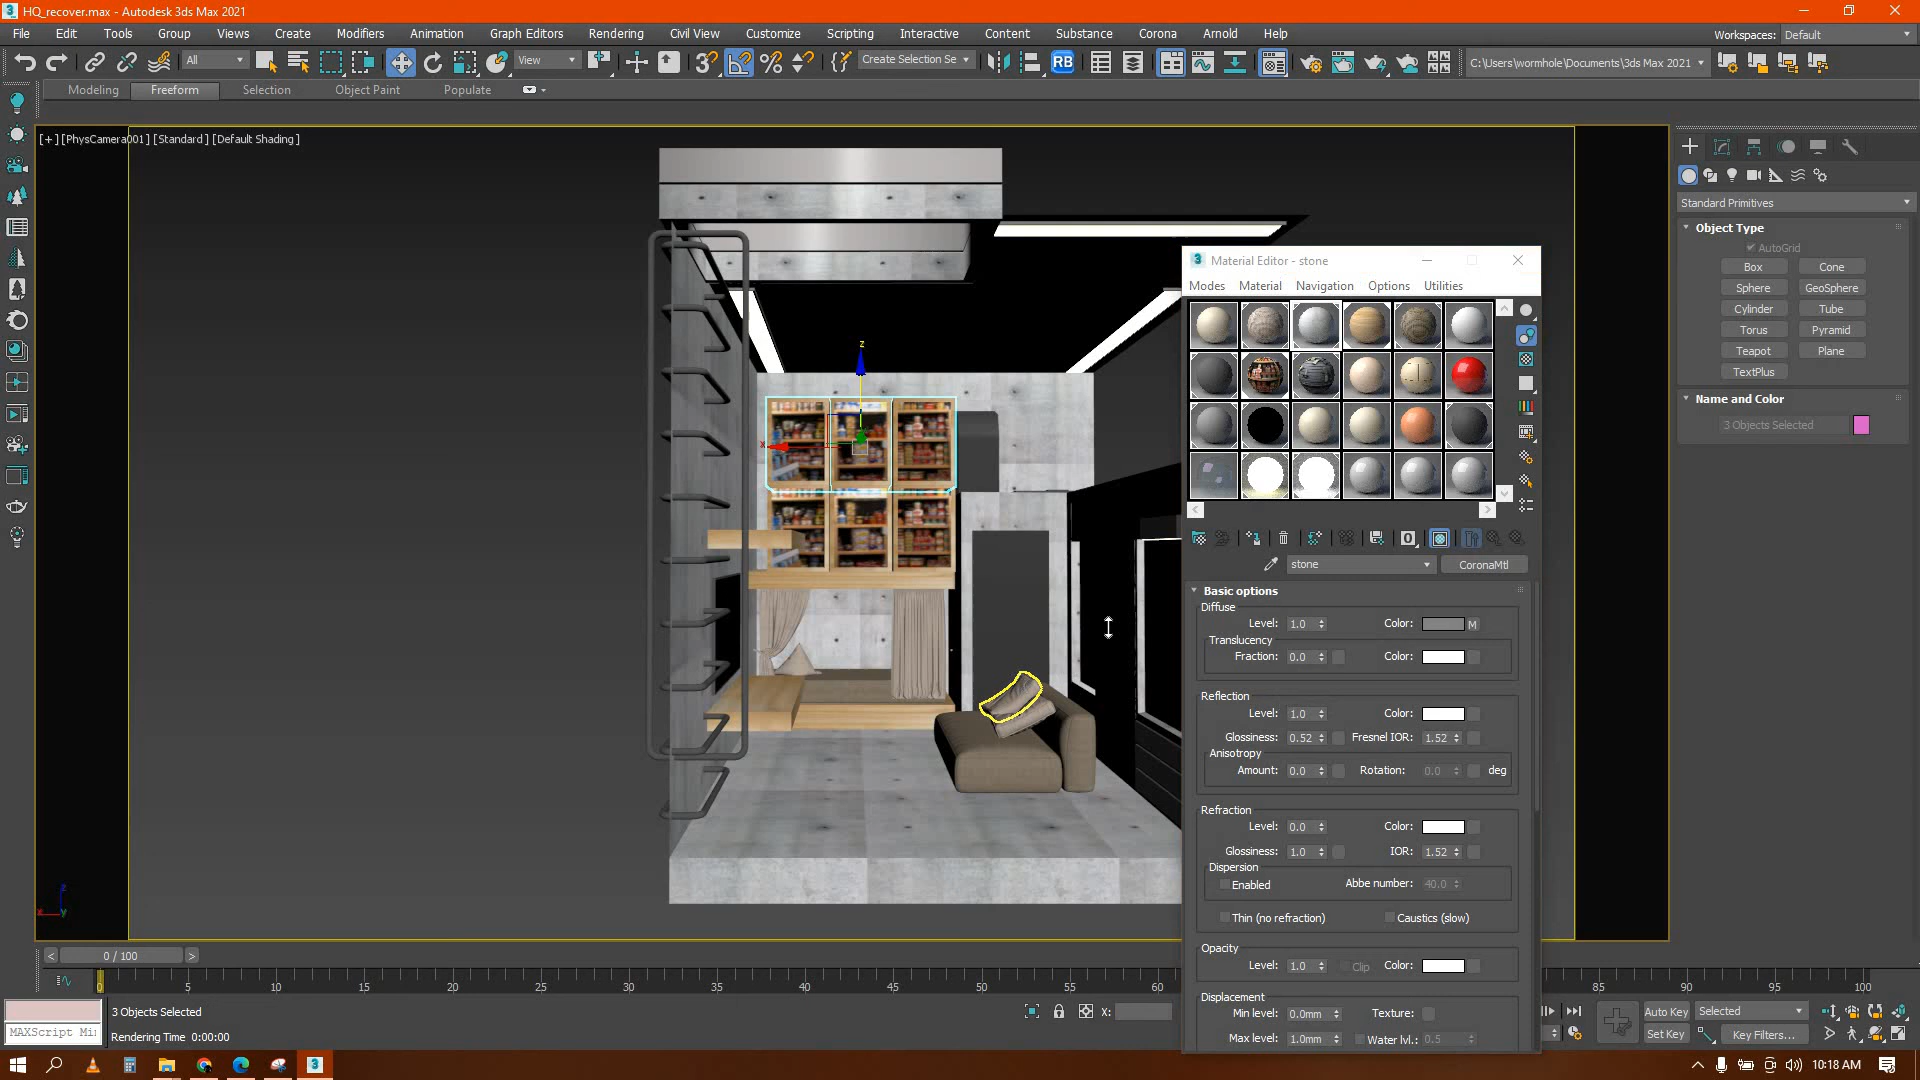 HQ_recover.max - Autodesk 3ds Max 2021
File Edit Tools Group Views Create Modifiers Animation Graph Editors Rendering Civil View Customize Scripting Interactive Content Substance Corona Arnold Help
Workspaces: Default
All
View
Create Selection Se
RB
C:\Users\wormhole\Documents\3ds Max 2021
Modeling Freeform Selection Object Paint Populate
[+] [PhysCamera001] [Standard] [Default Shading]
z
x
Material Editor - stone
Modes Material Navigation Options Utilities
stone
CoronaMtl
Basic options
Diffuse
Level: 1.0 Color: M
Translucency
Fraction: 0.0 Color:
Reflection
Level: 1.0 Color:
Glossiness: 0.52 Fresnel IOR: 1.52
Anisotropy
Amount: 0.0 Rotation: 0.0 deg
Refraction
Level: 0.0 Color:
Glossiness: 1.0 IOR: 1.52
Dispersion
Enabled Abbe number: 40.0
Thin (no refraction) Caustics (slow)
Opacity
Level: 1.0 Clip Color:
Displacement
Min level: 0.0mm Texture:
Max level: 1.0mm Water lvl.: 0.5
Standard Primitives
Object Type
AutoGrid
Box Cone
Sphere GeoSphere
Cylinder Tube
Torus Pyramid
Teapot Plane
TextPlus
Name and Color
3 Objects Selected
z
x y
< 0 / 100 >
0 5 10 15 20 25 30 35 40 45 50 55 60 85 90 95 100
MAXScript Mi
3 Objects Selected
Rendering Time 0:00:00
X:
Auto Key Selected
Set Key Key Filters...
10:18 AM